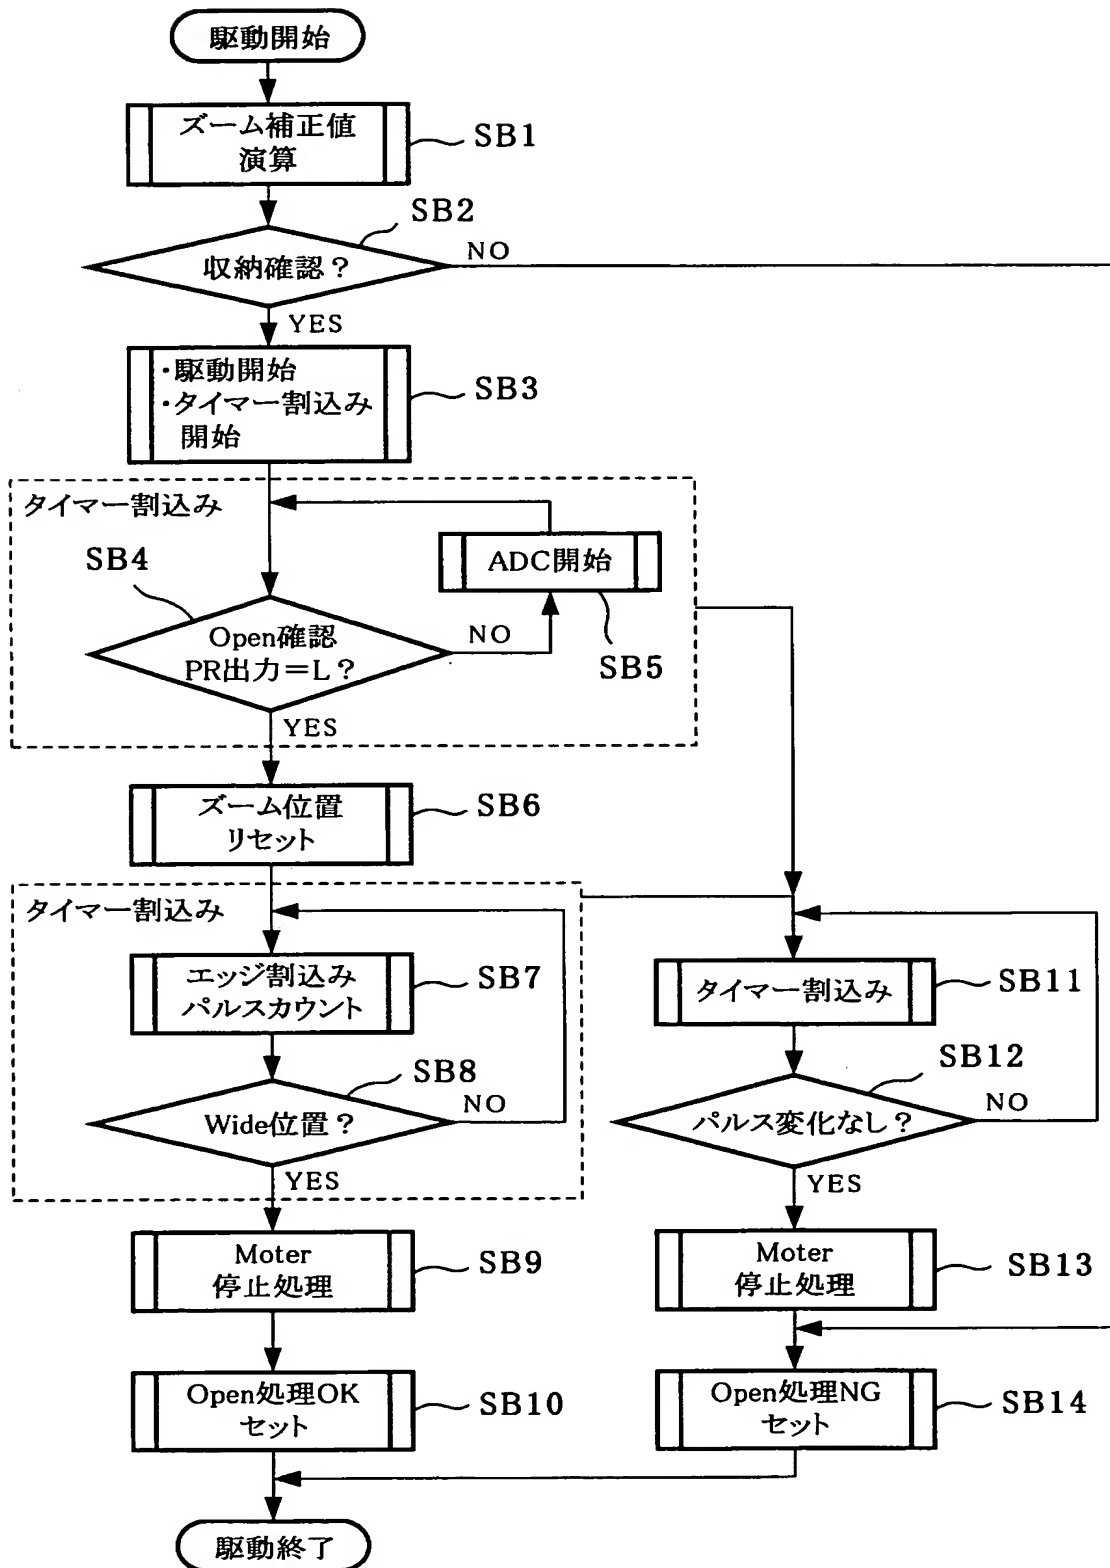 駆動開始
ズーム補正値
演算
SB1
SB2
収納確認？
NO
YES
・駆動開始
・タイマー割込み
開始
SB3
タイマー割込み
SB4
ADC開始
Open確認
PR出力＝L？
NO
SB5
YES
ズーム位置
リセット
SB6
タイマー割込み
エッジ割込み
パルスカウント
SB7
タイマー割込み
SB11
SB8
Wide位置？
NO
SB12
パルス変化なし？
NO
YES
YES
Moter
停止処理
SB9
Moter
停止処理
SB13
Open処理OK
セット
SB10
Open処理NG
セット
SB14
駆動終了